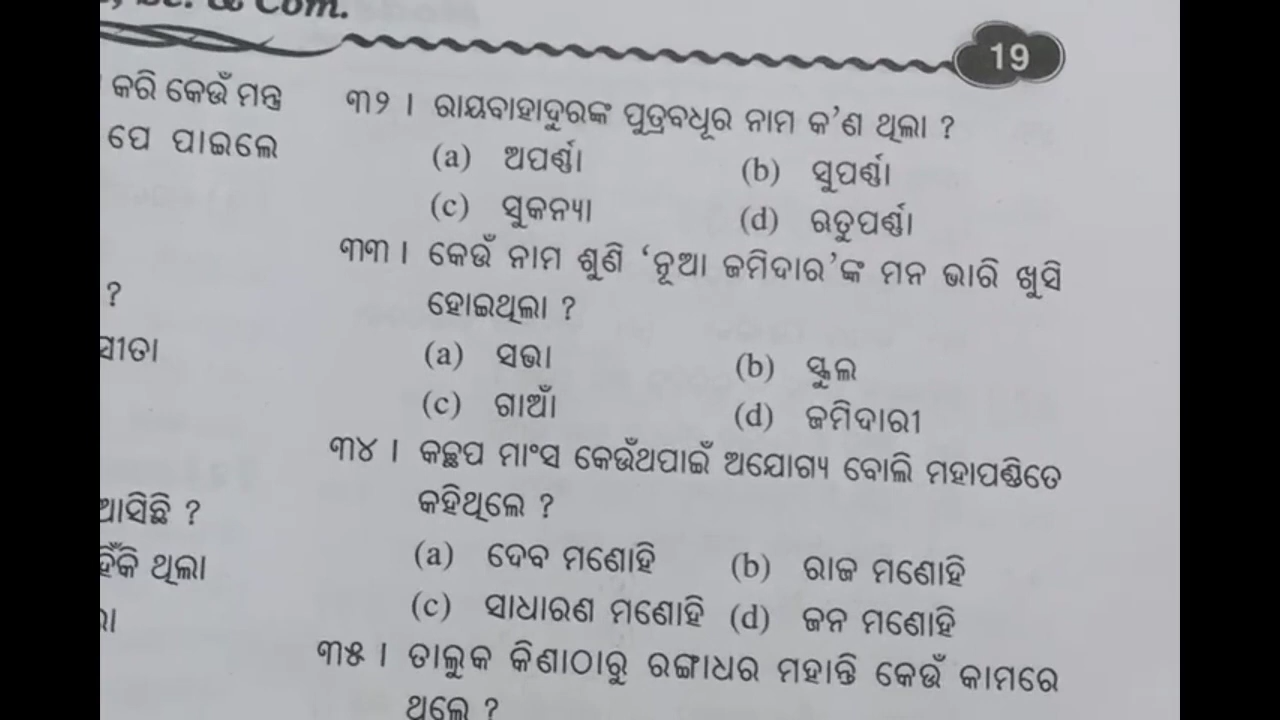 Sc. & Com.
19
କରି କେଉଁ ମନ୍ତ୍ର
ପେ ପାଇଲେ
?
ସୀତା
ଆସିଛି ?
ହିଁକି ଥିଲା
୩୨ । ରାୟବାହାଦୁରଙ୍କ ପୁତ୍ରବଧୂର ନାମ କ'ଣ ଥିଲା ?
(a) ଅପର୍ଣ୍ଣା (b) ସୁପର୍ଣ୍ଣା
(c) ସୁକନ୍ୟା (d) ଋତୁପର୍ଣ୍ଣା
୩୩ । କେଉଁ ନାମ ଶୁଣି 'ନୂଆ ଜମିଦାର'ଙ୍କ ମନ ଭାରି ଖୁସି
ହୋଇଥିଲା ?
(a) ସଭା (b) ସ୍କୁଲ
(c) ଗାଆଁ (d) ଜମିଦାରୀ
୩୪ । କଚ୍ଛପ ମାଂସ କେଉଁଥିପାଇଁ ଅଯୋଗ୍ୟ ବୋଲି ମହାପଣ୍ଡିତେ
କହିଥିଲେ ?
(a) ଦେବ ମଣୋହି (b) ରାଜ ମଣୋହି
(c) ସାଧାରଣ ମଣୋହି (d) ଜନ ମଣୋହି
୩୫ । ତାଲୁକ କିଣାଠାରୁ ରଙ୍ଗାଧର ମହାନ୍ତି କେଉଁ କାମରେ
ଥିଲେ ?